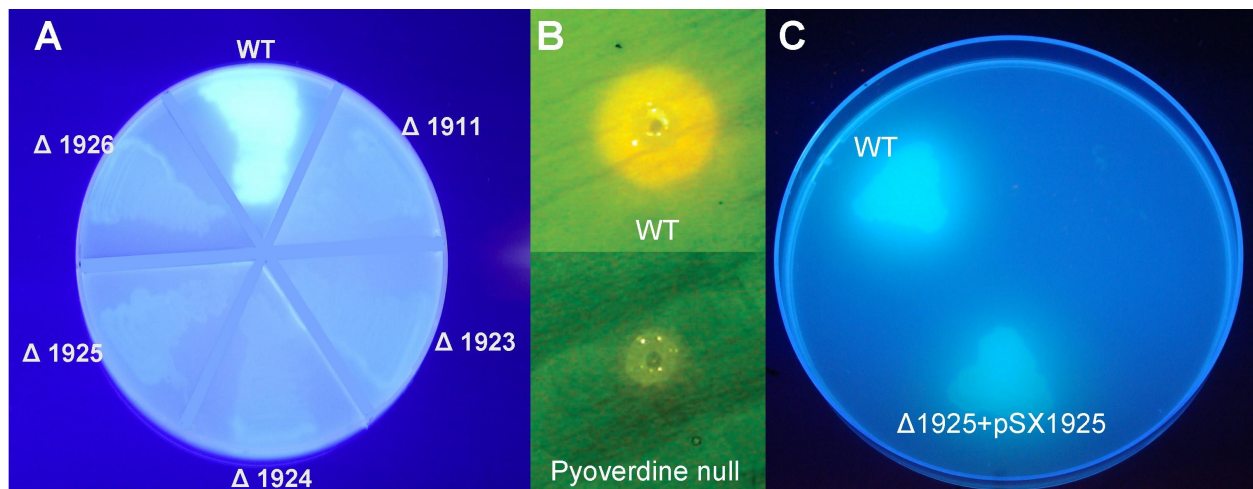 A
WT
Δ 1911
Δ 1926
Δ 1925
Δ 1923
Δ 1924
B
WT
Pyoverdine null
C
WT
Δ1925+pSX1925